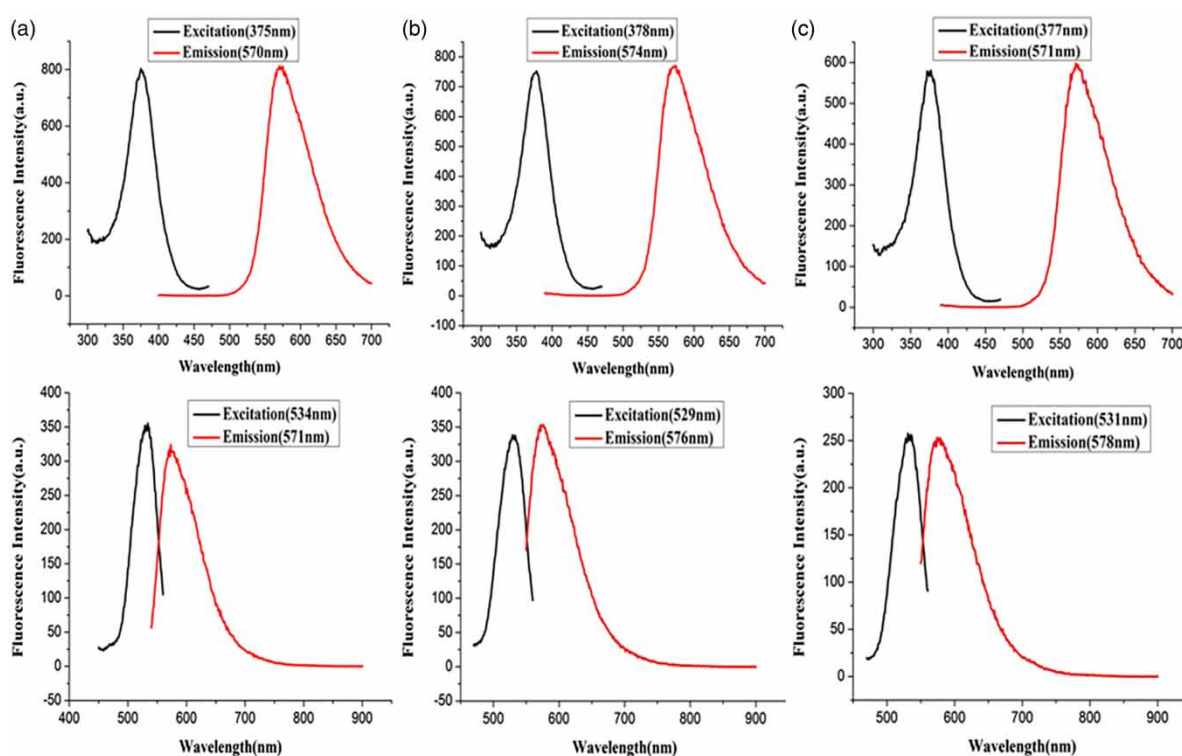 (a)
Excitation(375nm)
Emission(570nm)
Fluorescence Intensity(a.u.)
800
600
400
200
0
300 350 400 450 500 550 600 650 700
Wavelength(nm)
(b)
Excitation(378nm)
Emission(574nm)
Fluorescence Intensity(a.u.)
800
700
600
500
400
300
200
100
0
-100
300 350 400 450 500 550 600 650 700
Wavelength(nm)
(c)
Excitation(377nm)
Emission(571nm)
Fluorescence Intensity(a.u.)
600
500
400
300
200
100
0
300 350 400 450 500 550 600 650 700
Wavelength(nm)
Excitation(534nm)
Emission(571nm)
Fluorescence Intensity(a.u.)
400
350
300
250
200
150
100
50
0
-50
400 500 600 700 800 900
Wavelength(nm)
Excitation(529nm)
Emission(576nm)
Fluorescence Intensity(a.u.)
400
350
300
250
200
150
100
50
0
-50
500 600 700 800 900
Wavelength(nm)
Excitation(531nm)
Emission(578nm)
Fluorescence Intensity(a.u.)
300
250
200
150
100
50
0
500 600 700 800 900
Wavelength(nm)